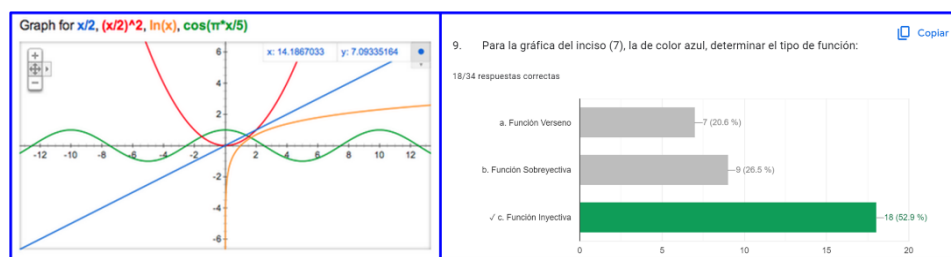 Graph for x/2, (x/2)^2, ln(x), cos(π*x/5)
x: 14.1867033 y: 7.09335164
6
4
2
-12 -10 -8 -6 -4 -2 2 4 6 8 10 12
-2
-4
-6
Copiar
9. Para la gráfica del inciso (7), la de color azul, determinar el tipo de función:
18/34 respuestas correctas
a. Función Verseno
7 (20.6 %)
b. Función Sobreyectiva
9 (26.5 %)
✓ c. Función Inyectiva
18 (52.9 %)
0 5 10 15 20